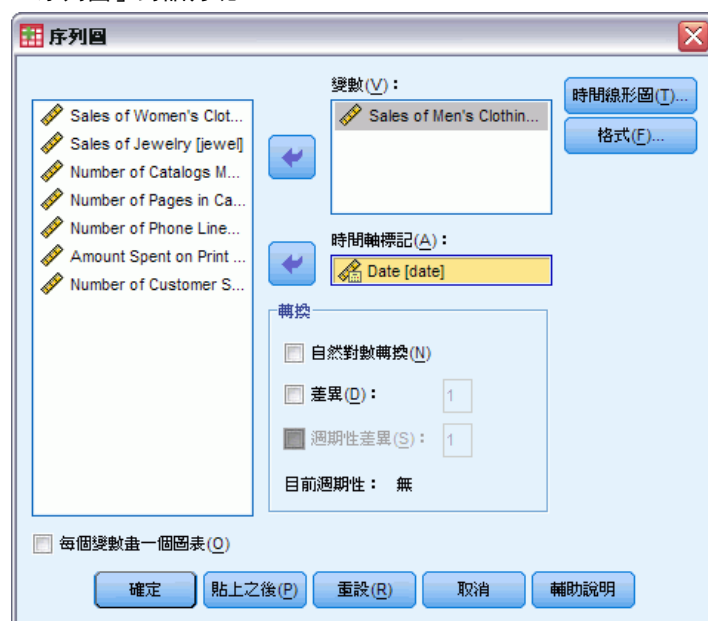 序列圖
變數(V)：
Sales of Women's Clot...
Sales of Jewelry [jewel]
Number of Catalogs M...
Number of Pages in Ca...
Number of Phone Line...
Amount Spent on Print ...
Number of Customer S...
Sales of Men's Clothin...
時間線形圖(T)...
格式(F)...
時間軸標記(A)：
Date [date]
轉換
自然對數轉換(N)
差異(D)： 1
週期性差異(S)： 1
目前週期性： 無
每個變數畫一個圖表(O)
確定 貼上之後(P) 重設(R) 取消 輔助說明